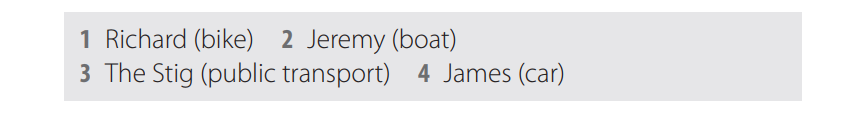 1 Richard (bike) 2 Jeremy (boat)
3 The Stig (public transport) 4 James (car)